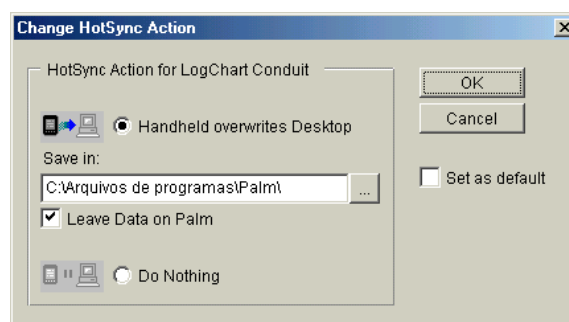 Change HotSync Action
HotSync Action for LogChart Conduit
OK
Handheld overwrites Desktop
Cancel
Save in:
C:\Arquivos de programas\Palm\
...
Set as default
Leave Data on Palm
Do Nothing